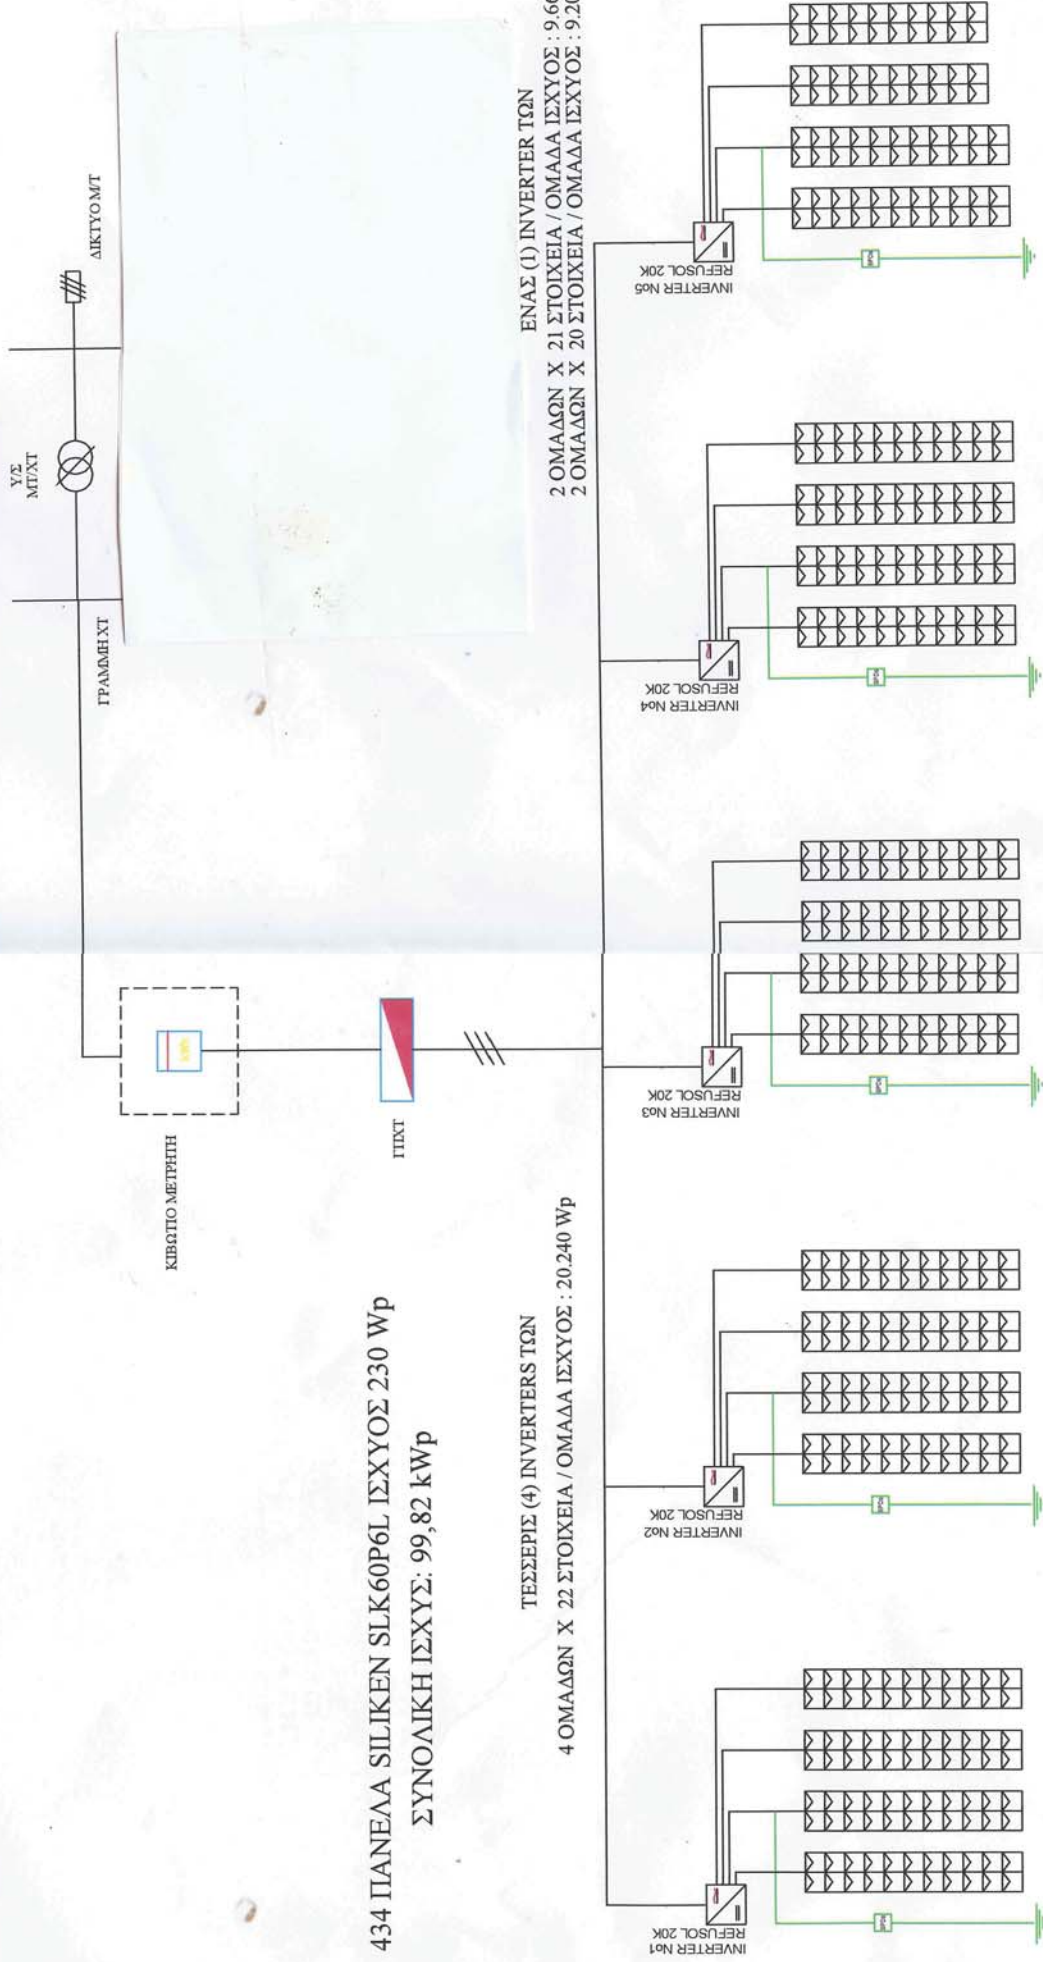 Υ/Σ
ΜΤ/ΧΤ
ΔΙΚΤΥΟ Μ/Τ
ΓΡΑΜΜΗ ΧΤ
ΚΙΒΩΤΙΟ ΜΕΤΡΗΤΗ
ΓΠΧΤ
434 ΠΑΝΕΛΑ SILIKEN SLK60P6L ΙΣΧΥΟΣ 230 Wp
ΣΥΝΟΛΙΚΗ ΙΣΧΥΣ: 99,82 kWp
ΤΕΣΣΕΡΙΣ (4) INVERTERS ΤΩΝ
4 ΟΜΑΔΩΝ Χ 22 ΣΤΟΙΧΕΙΑ / ΟΜΑΔΑ ΙΣΧΥΟΣ : 20.240 Wp
ΕΝΑΣ (1) INVERTER ΤΩΝ
2 ΟΜΑΔΩΝ Χ 21 ΣΤΟΙΧΕΙΑ / ΟΜΑΔΑ ΙΣΧΥΟΣ : 9.66
2 ΟΜΑΔΩΝ Χ 20 ΣΤΟΙΧΕΙΑ / ΟΜΑΔΑ ΙΣΧΥΟΣ : 9.20
INVERTER No1
REFUSOL 20K
INVERTER No2
REFUSOL 20K
INVERTER No3
REFUSOL 20K
INVERTER No4
REFUSOL 20K
INVERTER No5
REFUSOL 20K